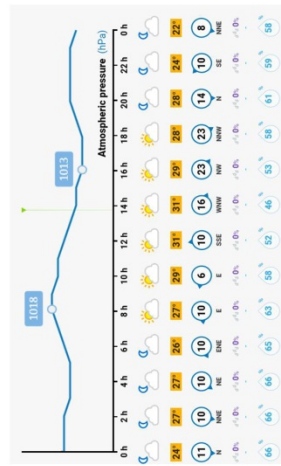 1018
1013
Atmospheric pressure (hPa)
0 h 2 h 4 h 6 h 8 h 10 h 12 h 14 h 16 h 18 h 20 h 22 h 0 h
24° 27° 27° 26° 27° 29° 31° 31° 29° 28° 28° 24° 22°
11 10 10 10 10 6 10 16 23 23 14 10 8
N NNE NE ENE E E SSE WNW NW NNW N SE NNE
0% 0% 0% 0% 0% 0% 0% 0% 0% 0% 0% 0% 0%
66 66 66 65 63 58 52 46 53 58 61 59 58